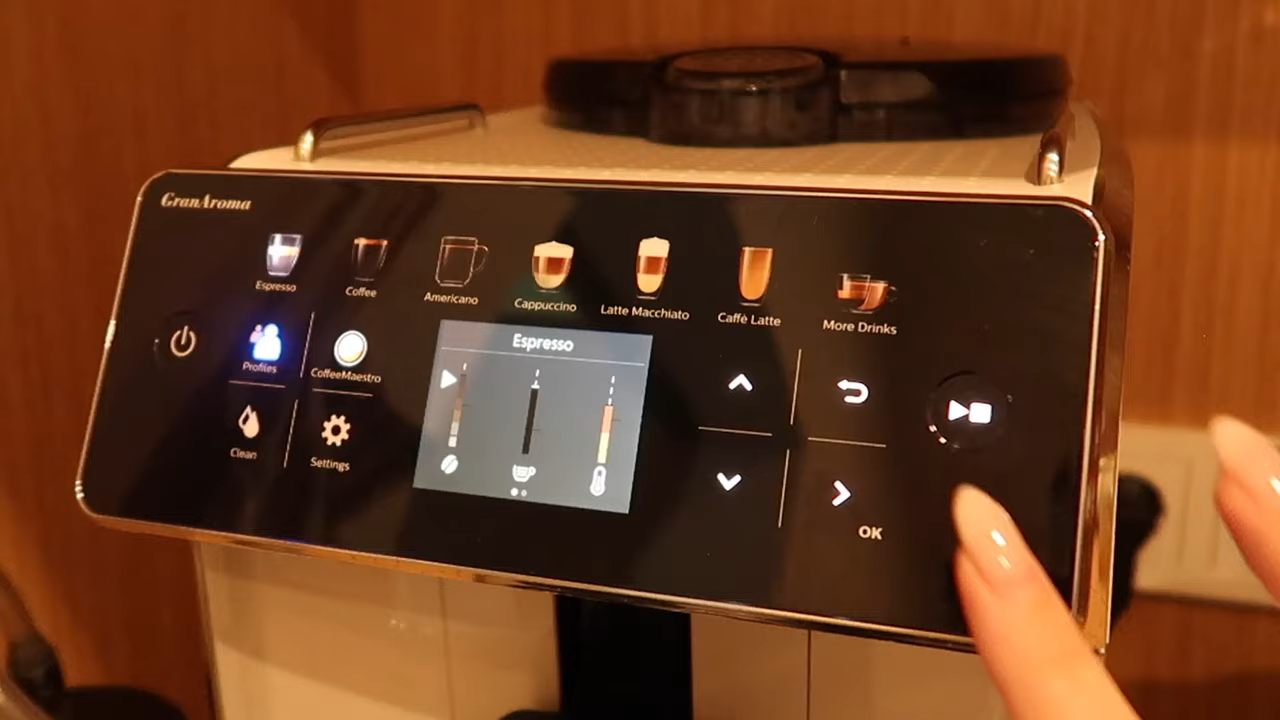 GranAroma
Espresso
Coffee
Americano
Cappuccino
Latte Macchiato
Caffè Latte
More Drinks
Profiles
CoffeeMaestro
Clean
Settings
Espresso
OK